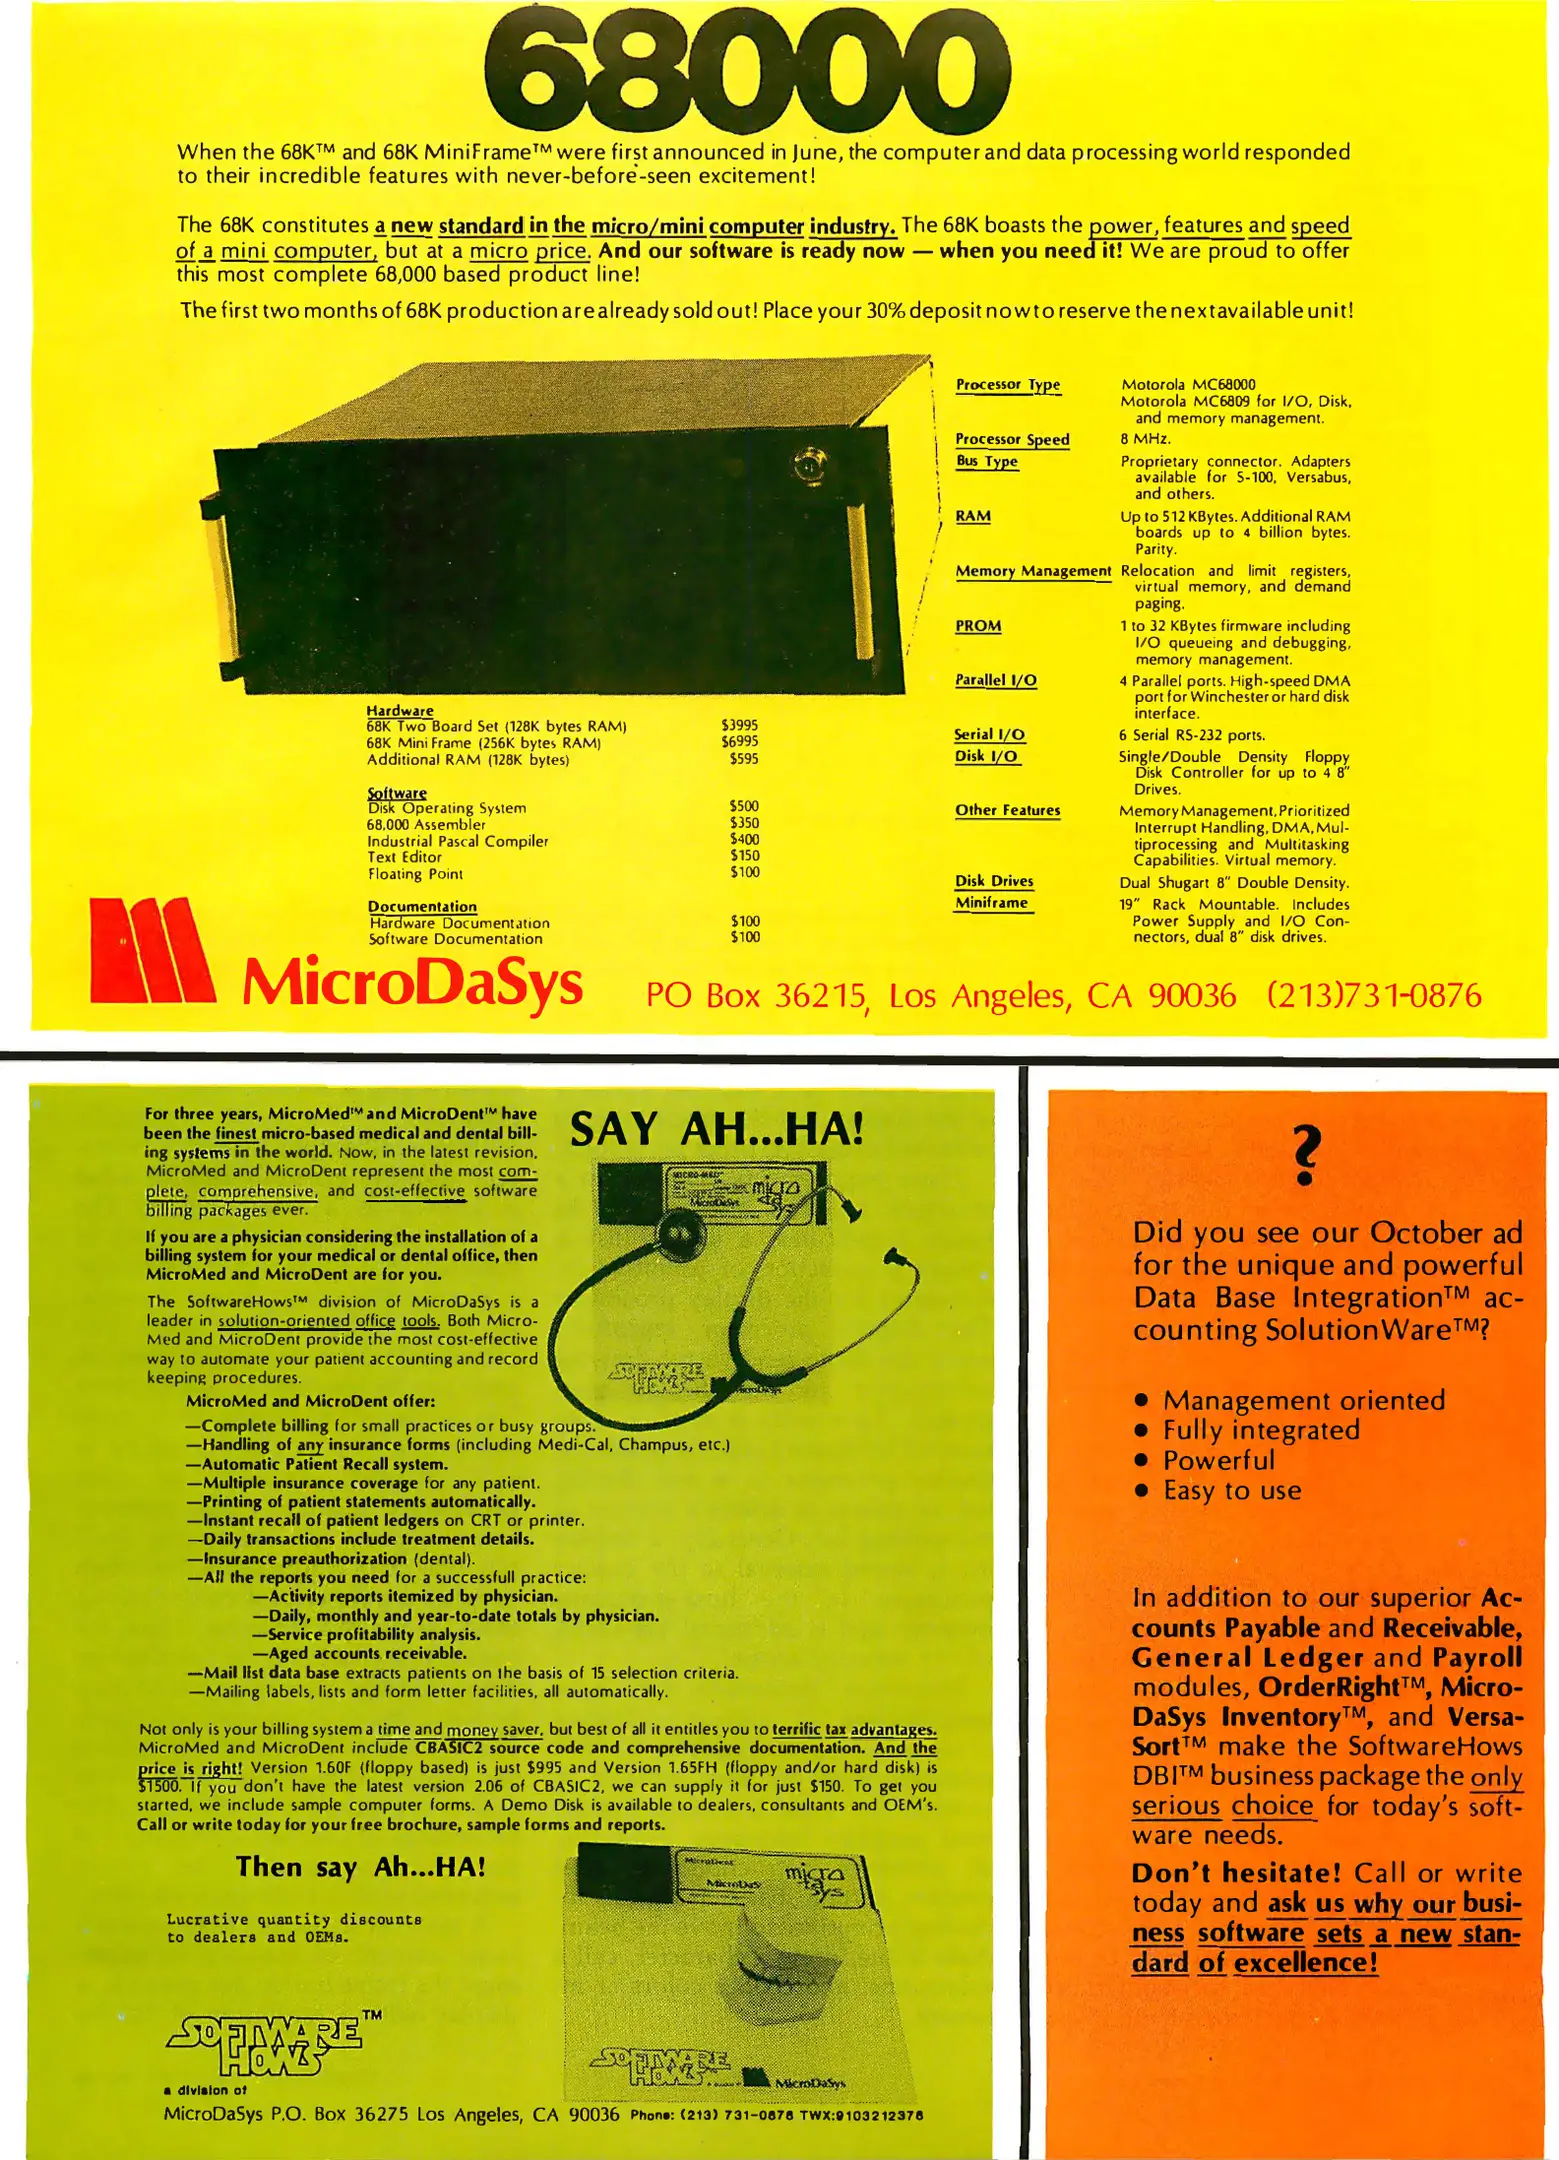 68000
When the 68K™ and 68K MiniFrame™ were first announced in June, the computer and data processing world responded
to their incredible features with never-before-seen excitement!
The 68K constitutes a new standard in the micro/mini computer industry. The 68K boasts the power, features and speed
of a mini computer, but at a micro price. And our software is ready now — when you need it! We are proud to offer
this most complete 68,000 based product line!
The first two months of 68K production are already sold out! Place your 30% deposit now to reserve the next available unit!
Processor Type Motorola MC68000
Motorola MC6809 for I/O, Disk,
and memory management.
Processor Speed 8 MHz.
Bus Type Proprietary connector. Adapters
available for S-100, Versabus,
and others.
RAM Up to 512 KBytes. Additional RAM
boards up to 4 billion bytes.
Parity.
Memory Management Relocation and limit registers,
virtual memory, and demand
paging.
PROM 1 to 32 KBytes firmware including
I/O queueing and debugging,
memory management.
Parallel I/O 4 Parallel ports. High-speed DMA
port for Winchester or hard disk
interface.
Serial I/O 6 Serial RS-232 ports.
Disk I/O Single/Double Density Floppy
Disk Controller for up to 4 8"
Drives.
Other Features Memory Management, Prioritized
Interrupt Handling, DMA, Mul-
tiprocessing and Multitasking
Capabilities. Virtual memory.
Disk Drives Dual Shugart 8" Double Density.
Miniframe 19" Rack Mountable. Includes
Power Supply and I/O Con-
nectors, dual 8" disk drives.
Hardware
68K Two Board Set (128K bytes RAM) $3995
68K Mini Frame (256K bytes RAM) $6995
Additional RAM (128K bytes) $595
Software
Disk Operating System $500
68,000 Assembler $350
Industrial Pascal Compiler $400
Text Editor $150
Floating Point $100
Documentation
Hardware Documentation $100
Software Documentation $100
MicroDaSys PO Box 36215, Los Angeles, CA 90036 (213)731-0876
For three years, MicroMed™ and MicroDent™ have
been the finest micro-based medical and dental bill-
ing systems in the world. Now, in the latest revision,
MicroMed and MicroDent represent the most com-
plete, comprehensive, and cost-effective software
billing packages ever.
If you are a physician considering the installation of a
billing system for your medical or dental office, then
MicroMed and MicroDent are for you.
The SoftwareHows™ division of MicroDaSys is a
leader in solution-oriented office tools. Both Micro-
Med and MicroDent provide the most cost-effective
way to automate your patient accounting and record
keeping procedures.
SAY AH...HA!
MICRO-MED
micro
da
sys
MicroDaSys
SOFTWARE
HOWS
MicroDaSys
MicroMed and MicroDent offer:
—Complete billing for small practices or busy groups.
—Handling of any insurance forms (including Medi-Cal, Champus, etc.)
—Automatic Patient Recall system.
—Multiple insurance coverage for any patient.
—Printing of patient statements automatically.
—Instant recall of patient ledgers on CRT or printer.
—Daily transactions include treatment details.
—Insurance preauthorization (dental).
—All the reports you need for a successfull practice:
—Activity reports itemized by physician.
—Daily, monthly and year-to-date totals by physician.
—Service profitability analysis.
—Aged accounts receivable.
—Mail list data base extracts patients on the basis of 15 selection criteria.
—Mailing labels, lists and form letter facilities, all automatically.
Not only is your billing system a time and money saver, but best of all it entitles you to terrific tax advantages.
MicroMed and MicroDent include CBASIC2 source code and comprehensive documentation. And the
price is right! Version 1.60F (floppy based) is just $995 and Version 1.65FH (floppy and/or hard disk) is
$1500. If you don't have the latest version 2.06 of CBASIC2, we can supply it for just $150. To get you
started, we include sample computer forms. A Demo Disk is available to dealers, consultants and OEM's.
Call or write today for your free brochure, sample forms and reports.
Then say Ah...HA!
Lucrative quantity discounts
to dealers and OEMs.
MicroDent
MicroDaSys
micro
da
sys
SOFTWARE
HOWS
MicroDaSys
SOFTWARE™
HOWS
a division of
MicroDaSys P.O. Box 36275 Los Angeles, CA 90036 Phone: (213) 731-0876 TWX:9103212378
?
Did you see our October ad
for the unique and powerful
Data Base Integration™ ac-
counting SolutionWare™?
● Management oriented
● Fully integrated
● Powerful
● Easy to use
In addition to our superior Ac-
counts Payable and Receivable,
General Ledger and Payroll
modules, OrderRight™, Micro-
DaSys Inventory™, and Versa-
Sort™ make the SoftwareHows
DBI™ business package the only
serious choice for today's soft-
ware needs.
Don't hesitate! Call or write
today and ask us why our busi-
ness software sets a new stan-
dard of excellence!